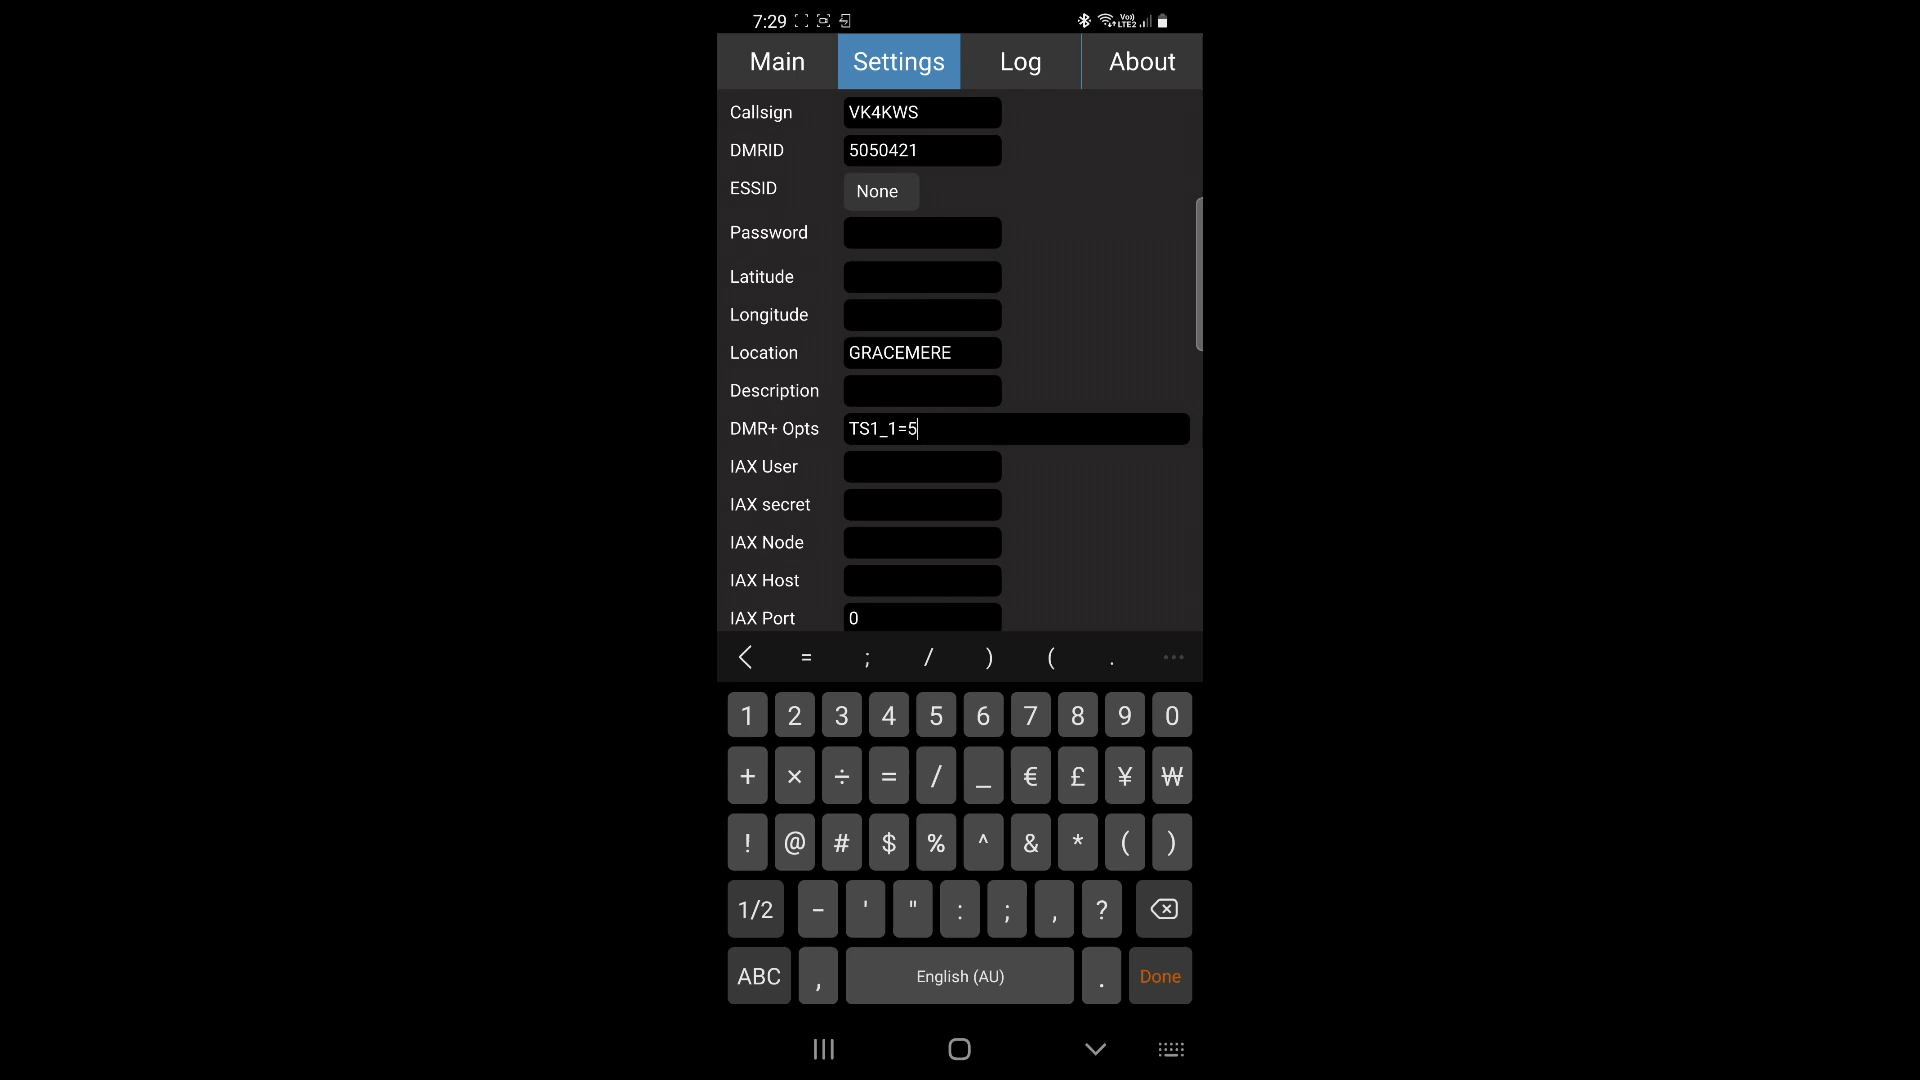 7:29 Vo)) LTE2
Main Settings Log About
Callsign VK4KWS
DMRID 5050421
ESSID None
Password
Latitude
Longitude
Location GRACEMERE
Description
DMR+ Opts TS1_1=5
IAX User
IAX secret
IAX Node
IAX Host
IAX Port 0
= ; / ) ( .
1 2 3 4 5 6 7 8 9 0
+ × ÷ = / _ € £ ¥ ₩
! @ # $ % ^ & * ( )
1/2 - ' " : ; , ?
ABC , English (AU) . Done